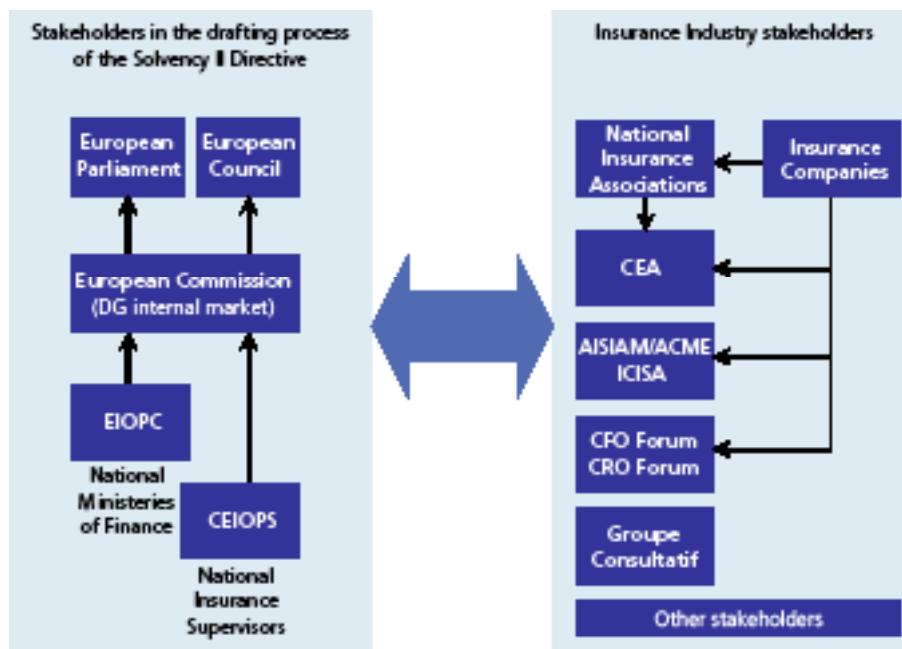 Stakeholders in the drafting process
of the Solvency II Directive
European
Parliament
European
Council
European Commission
(DG internal market)
EIOPC
National
Ministeries
of Finance
CEIOPS
National
Insurance
Supervisors
Insurance Industry stakeholders
National
Insurance
Associations
Insurance
Companies
CEA
AISIAM/ACME
ICISA
CFO Forum
CRO Forum
Groupe
Consultatif
Other stakeholders